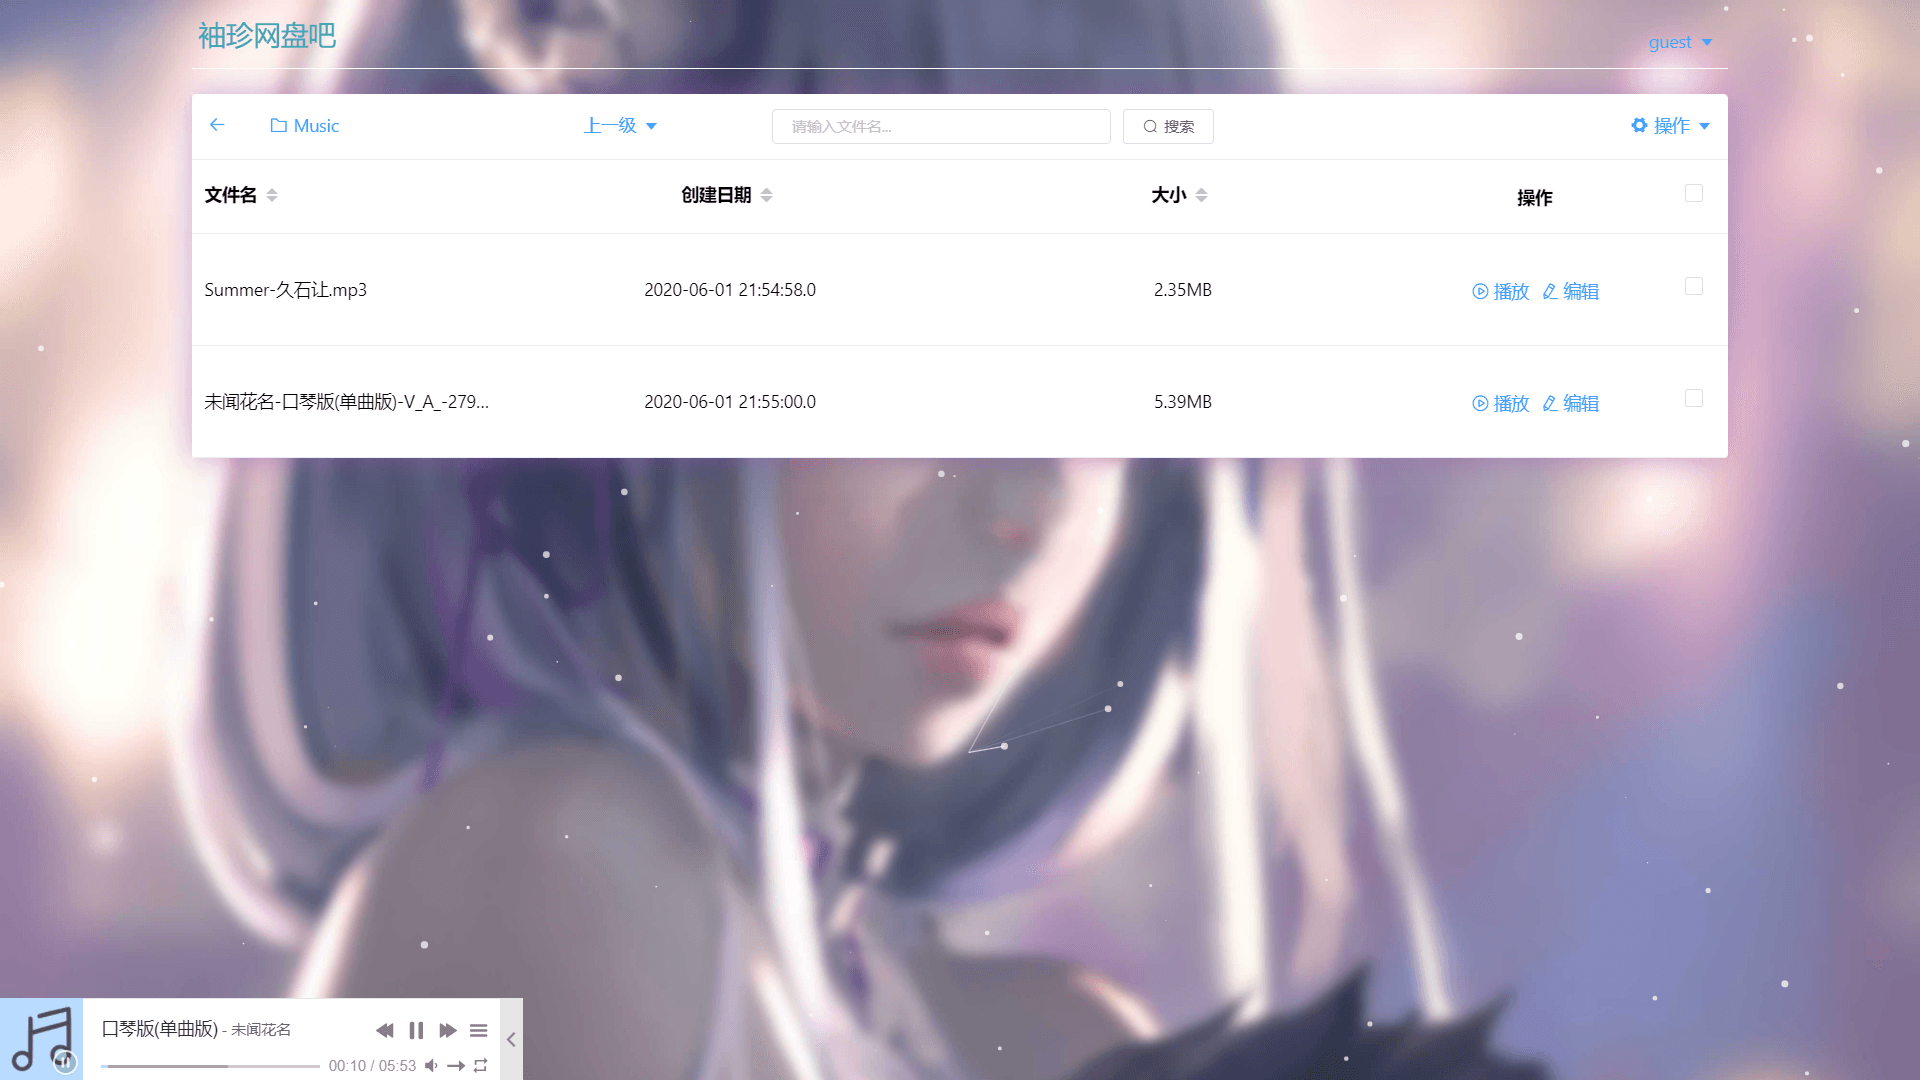 袖珍网盘吧
guest
Music 上一级 请输入文件名... 搜索 操作
文件名 创建日期 大小 操作
Summer-久石让.mp3 2020-06-01 21:54:58.0 2.35MB 播放 编辑
未闻花名-口琴版(单曲版)-V_A_-279... 2020-06-01 21:55:00.0 5.39MB 播放 编辑
口琴版(单曲版) - 未闻花名
00:10 / 05:53